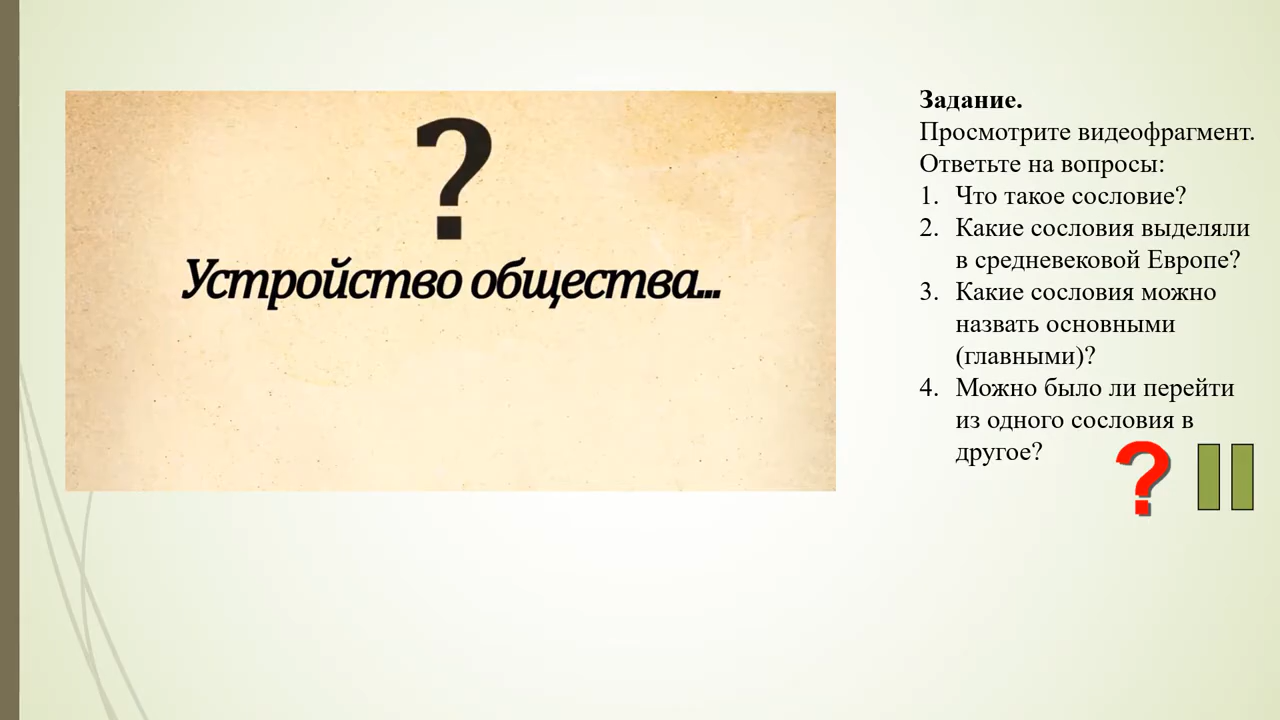 ?
Устройство общества...
Задание.
Просмотрите видеофрагмент.
Ответьте на вопросы:
1. Что такое сословие?
2. Какие сословия выделяли
в средневековой Европе?
3. Какие сословия можно
назвать основными
(главными)?
4. Можно было ли перейти
из одного сословия в
другое?
?